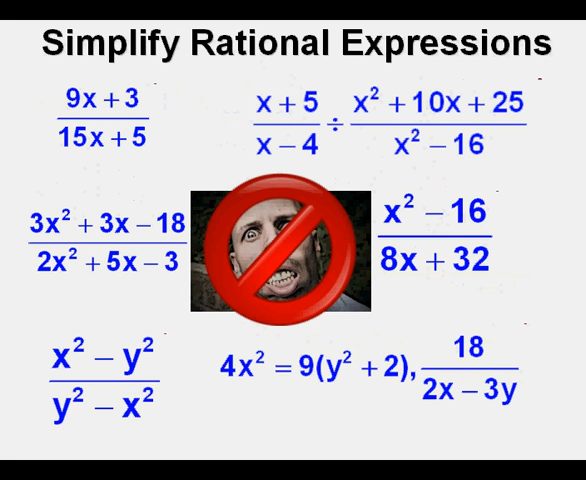 Simplify Rational Expressions
9x + 3
15x + 5
x + 5
x − 4
÷
x² + 10x + 25
x² − 16
3x² + 3x − 18
2x² + 5x − 3
x² − 16
8x + 32
x² − y²
y² − x²
4x² = 9(y² + 2),
18
2x − 3y